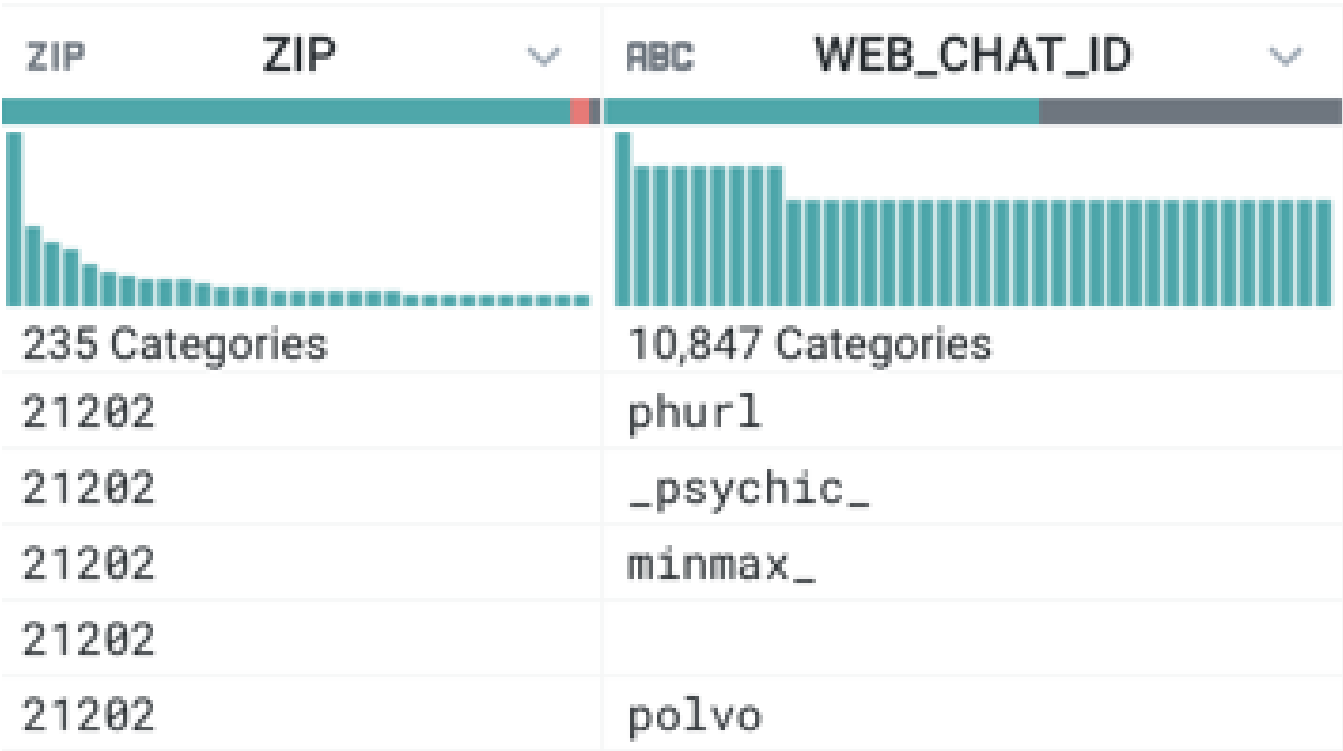 ZIP ZIP ABC WEB_CHAT_ID
235 Categories 10,847 Categories
21202 phurl
21202 _psychic_
21202 minmax_
21202
21202 polvo